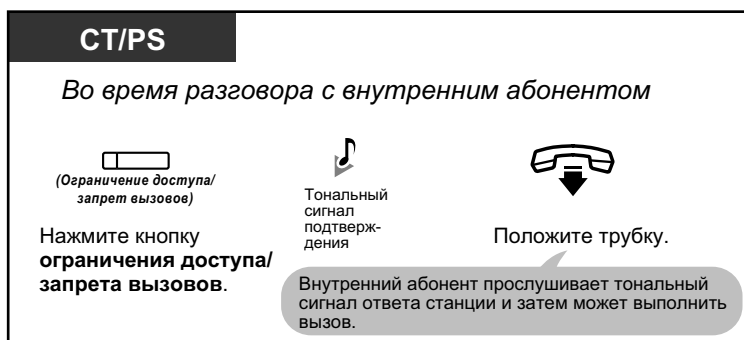 CT/PS
Во время разговора с внутренним абонентом
(Ограничение доступа/
запрет вызовов)
Нажмите кнопку
ограничения доступа/
запрета вызовов.
Тональный
сигнал
подтверж-
дения
Положите трубку.
Внутренний абонент прослушивает тональный
сигнал ответа станции и затем может выполнить
вызов.